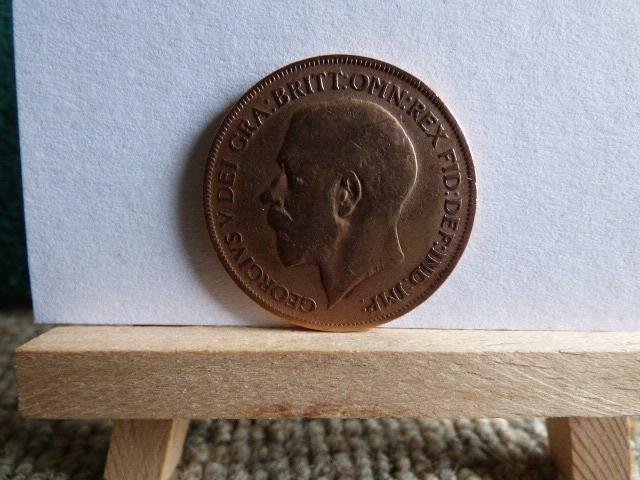 GEORGIVS V DEI GRA: BRITT: OMN: REX FID: DEF: IND: IMP: